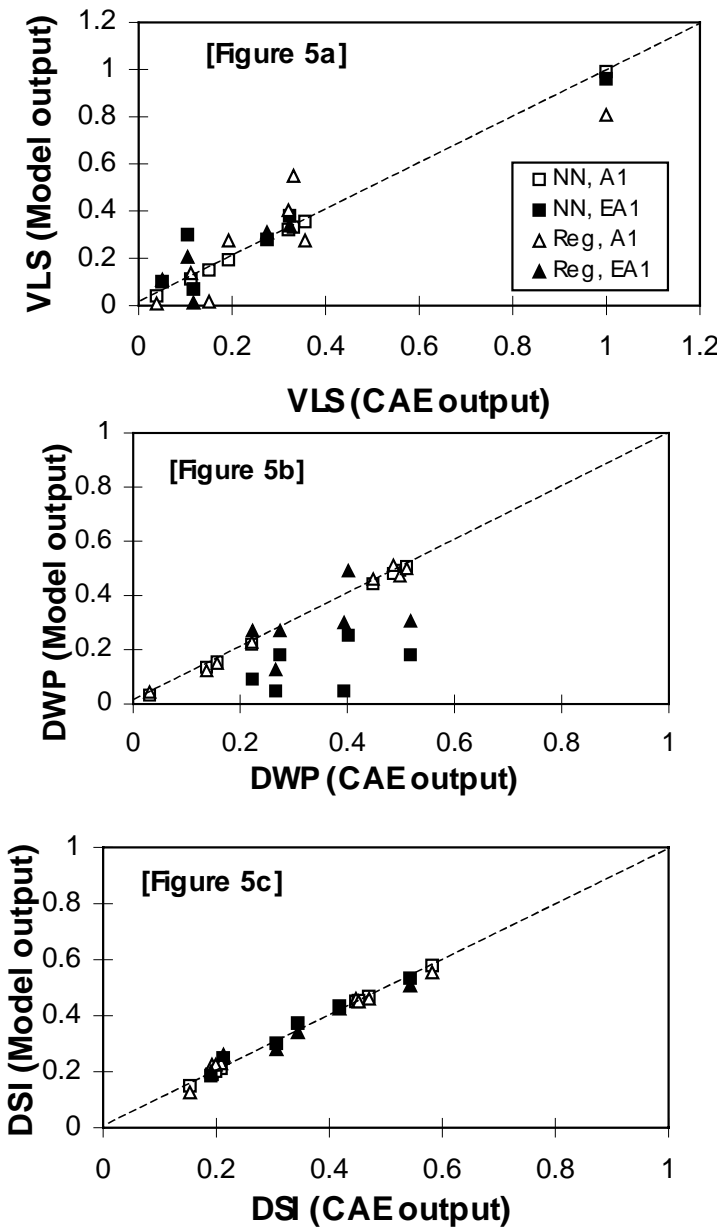 1.2
[Figure 5a]
1
0.8
0.6
0.4
0.2
0
VLS (Model output)
NN, A1
NN, EA1
Reg, A1
Reg, EA1
0 0.2 0.4 0.6 0.8 1 1.2
VLS (CAE output)
1
[Figure 5b]
0.8
0.6
0.4
0.2
0
DWP (Model output)
0 0.2 0.4 0.6 0.8 1
DWP (CAE output)
1
[Figure 5c]
0.8
0.6
0.4
0.2
0
DSI (Model output)
0 0.2 0.4 0.6 0.8 1
DSI (CAE output)